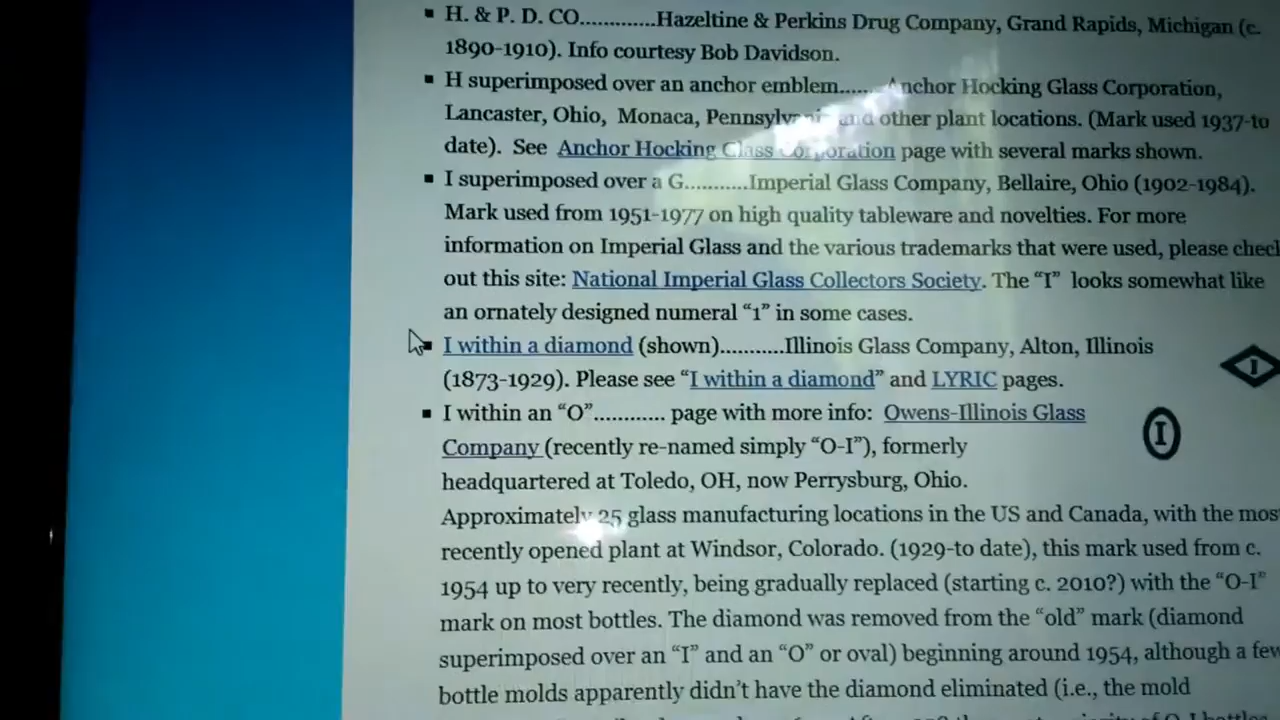 ▪ H. & P. D. CO.............Hazeltine & Perkins Drug Company, Grand Rapids, Michigan (c.
1890-1910). Info courtesy Bob Davidson.
▪ H superimposed over an anchor emblem...... Anchor Hocking Glass Corporation,
Lancaster, Ohio, Monaca, Pennsylvania and other plant locations. (Mark used 1937-to
date). See Anchor Hocking Glass Corporation page with several marks shown.
▪ I superimposed over a G...........Imperial Glass Company, Bellaire, Ohio (1902-1984).
Mark used from 1951-1977 on high quality tableware and novelties. For more
information on Imperial Glass and the various trademarks that were used, please check
out this site: National Imperial Glass Collectors Society. The “I” looks somewhat like
an ornately designed numeral “1” in some cases.
▪ I within a diamond (shown)...........Illinois Glass Company, Alton, Illinois
(1873-1929). Please see “I within a diamond” and LYRIC pages.
I
▪ I within an “O”............ page with more info: Owens-Illinois Glass
Company (recently re-named simply “O-I”), formerly
I
headquartered at Toledo, OH, now Perrysburg, Ohio.
Approximately 25 glass manufacturing locations in the US and Canada, with the most
recently opened plant at Windsor, Colorado. (1929-to date), this mark used from c.
1954 up to very recently, being gradually replaced (starting c. 2010?) with the “O-I”
mark on most bottles. The diamond was removed from the “old” mark (diamond
superimposed over an “I” and an “O” or oval) beginning around 1954, although a few
bottle molds apparently didn’t have the diamond eliminated (i.e., the mold